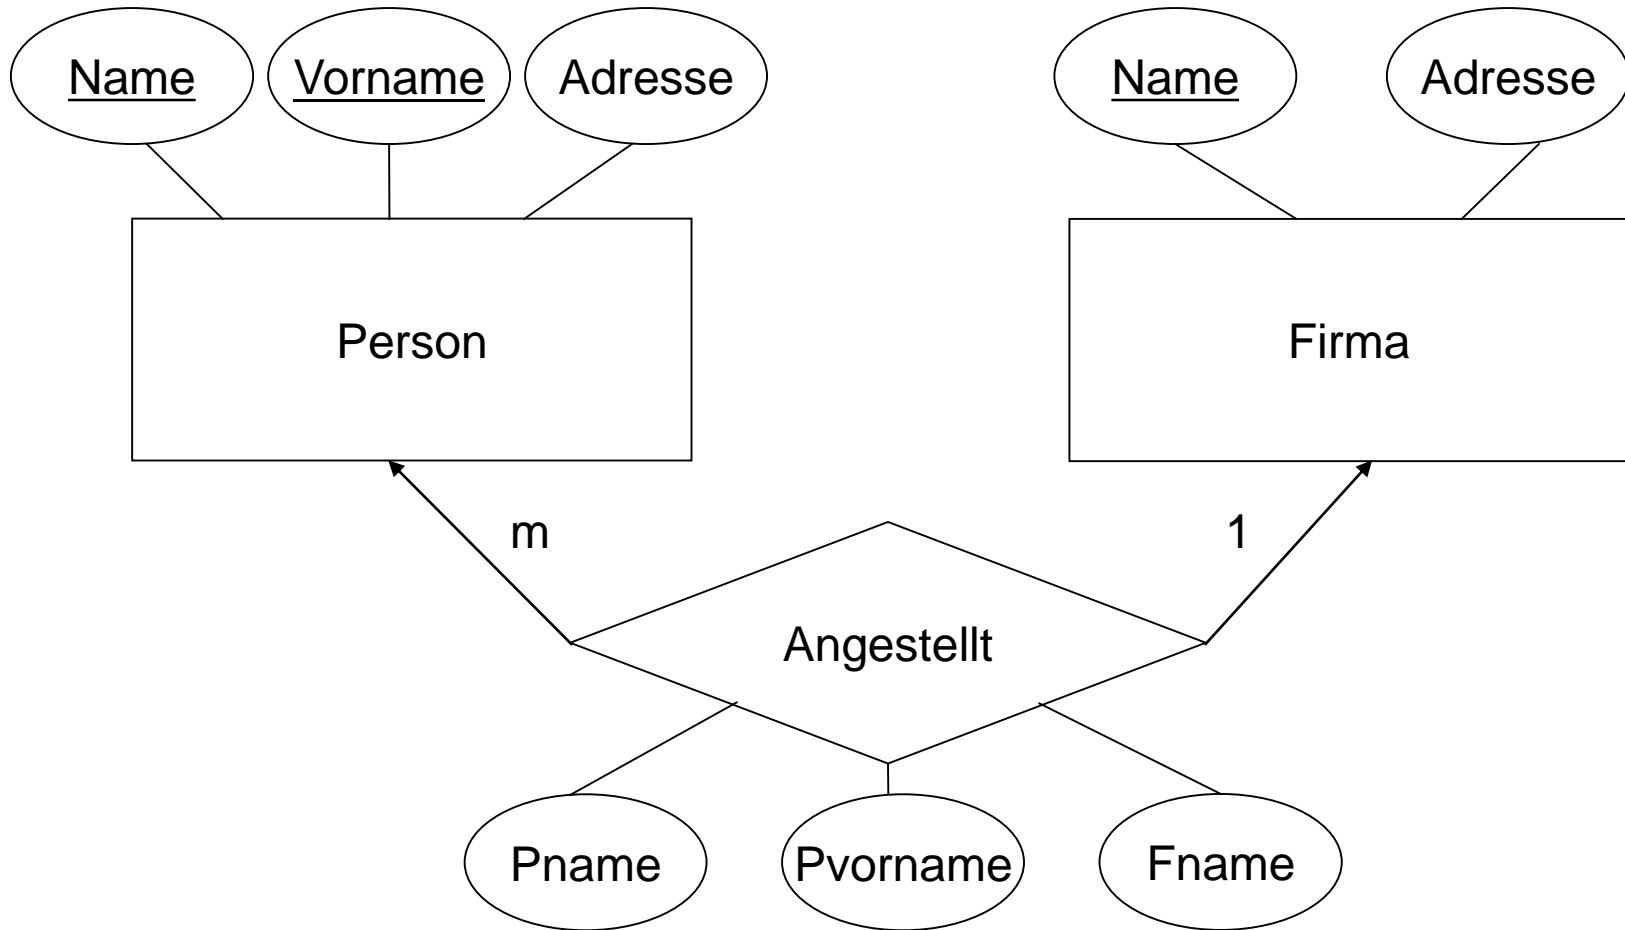 Name Vorname Adresse Name Adresse
Person Firma
m 1
Angestellt
Pname Pvorname Fname